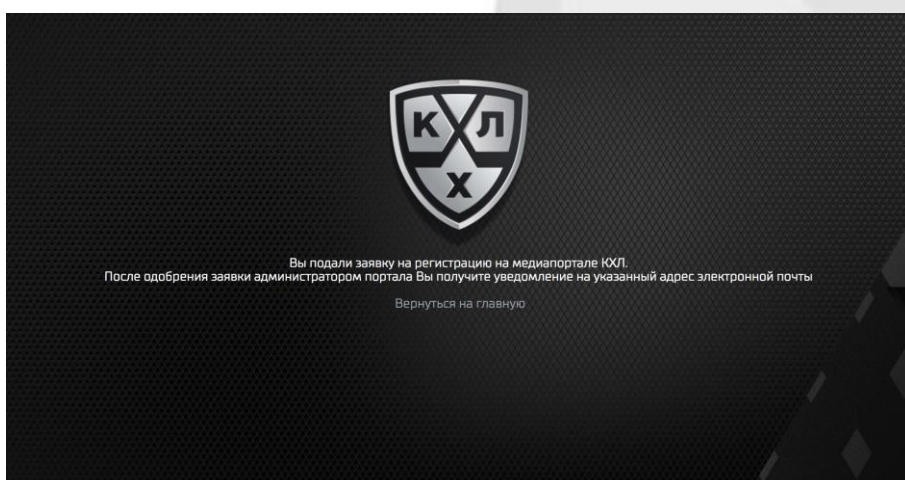 К Х Л
Х
Вы подали заявку на регистрацию на медиапортале КХЛ.
После одобрения заявки администратором портала Вы получите уведомление на указанный адрес электронной почты
Вернуться на главную